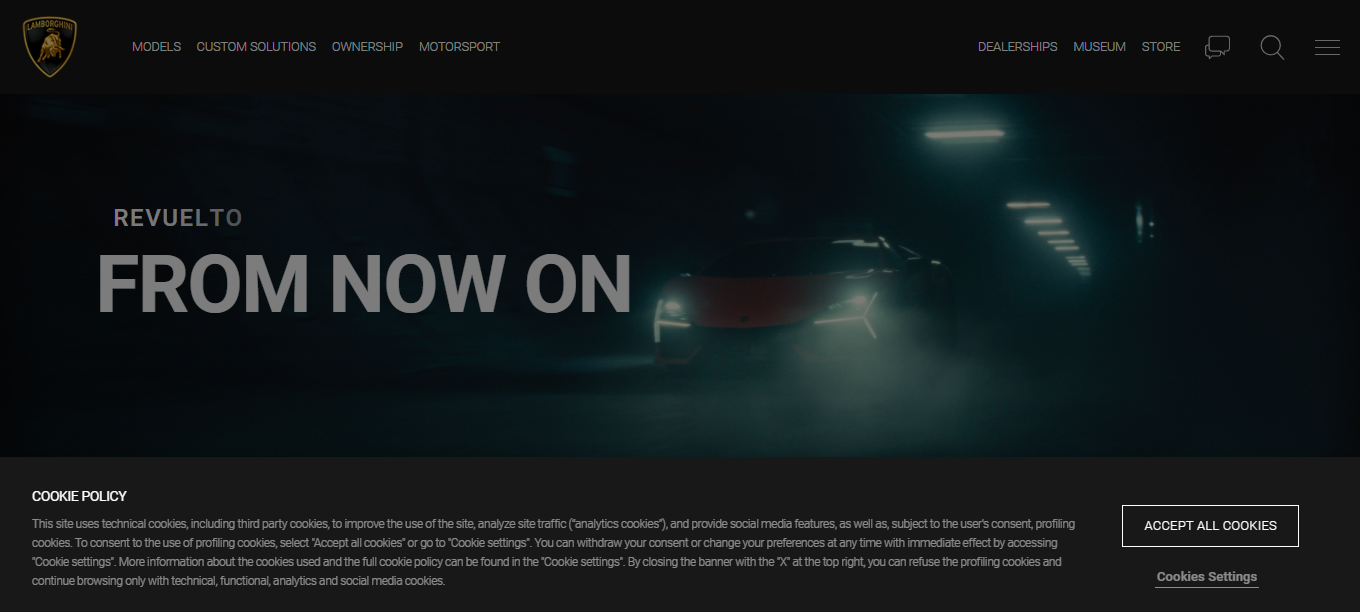 LAMBORGHINI
MODELS CUSTOM SOLUTIONS OWNERSHIP MOTORSPORT DEALERSHIPS MUSEUM STORE
REVUELTO
FROM NOW ON
COOKIE POLICY
This site uses technical cookies, including third party cookies, to improve the use of the site, analyze site traffic ("analytics cookies"), and provide social media features, as well as, subject to the user's consent, profiling
cookies. To consent to the use of profiling cookies, select "Accept all cookies" or go to "Cookie settings". You can withdraw your consent or change your preferences at any time with immediate effect by accessing
"Cookie settings". More information about the cookies used and the full cookie policy can be found in the "Cookie settings". By closing the banner with the "X" at the top right, you can refuse the profiling cookies and
continue browsing only with technical, functional, analytics and social media cookies.
ACCEPT ALL COOKIES
Cookies Settings